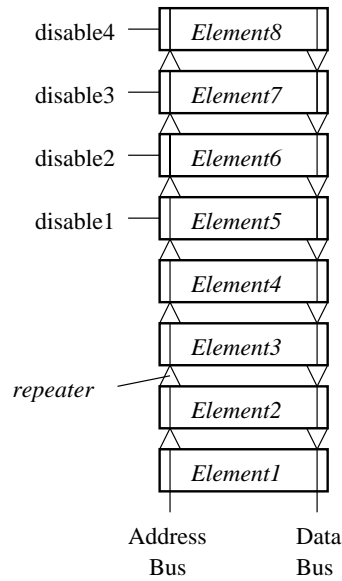 disable4 Element8
disable3 Element7
disable2 Element6
disable1 Element5
Element4
Element3
repeater
Element2
Element1
Address Data
Bus Bus